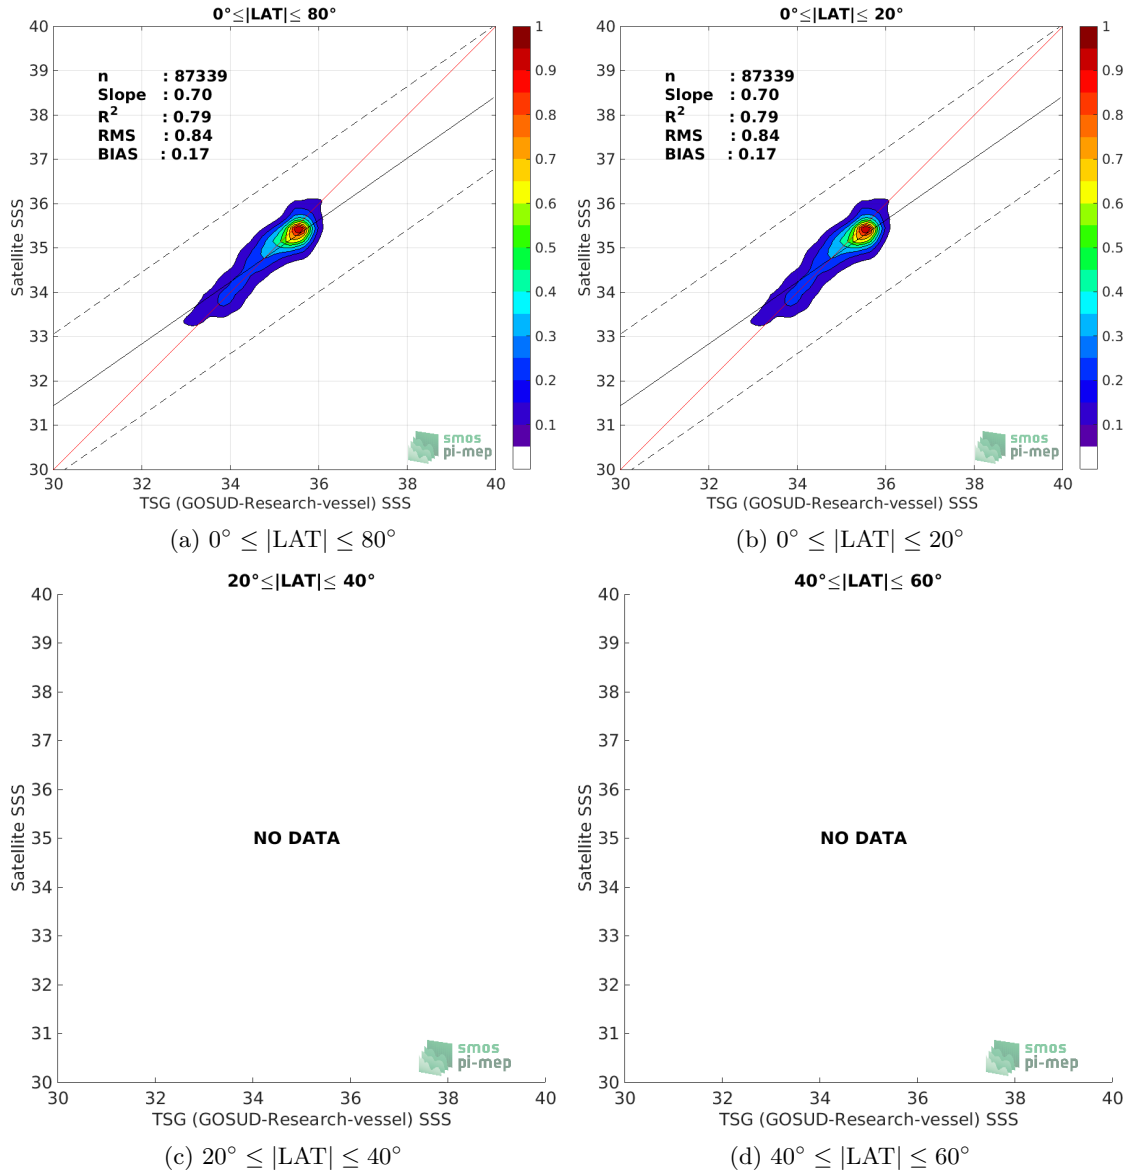 0°≤|LAT|≤ 80°
40
39
38
37
36
35
34
33
32
31
30
Satellite SSS
n : 87339
Slope : 0.70
R2 : 0.79
RMS : 0.84
BIAS : 0.17
smos
pi-mep
30 32 34 36 38 40
TSG (GOSUD-Research-vessel) SSS
1
0.9
0.8
0.7
0.6
0.5
0.4
0.3
0.2
0.1
(a) 0° ≤ |LAT| ≤ 80°
0°≤|LAT|≤ 20°
40
39
38
37
36
35
34
33
32
31
30
Satellite SSS
n : 87339
Slope : 0.70
R2 : 0.79
RMS : 0.84
BIAS : 0.17
smos
pi-mep
30 32 34 36 38 40
TSG (GOSUD-Research-vessel) SSS
1
0.9
0.8
0.7
0.6
0.5
0.4
0.3
0.2
0.1
(b) 0° ≤ |LAT| ≤ 20°
20°≤|LAT|≤ 40°
40
39
38
37
36
35
34
33
32
31
30
Satellite SSS
NO DATA
smos
pi-mep
30 32 34 36 38 40
TSG (GOSUD-Research-vessel) SSS
(c) 20° ≤ |LAT| ≤ 40°
40°≤|LAT|≤ 60°
40
39
38
37
36
35
34
33
32
31
30
Satellite SSS
NO DATA
smos
pi-mep
30 32 34 36 38 40
TSG (GOSUD-Research-vessel) SSS
(d) 40° ≤ |LAT| ≤ 60°